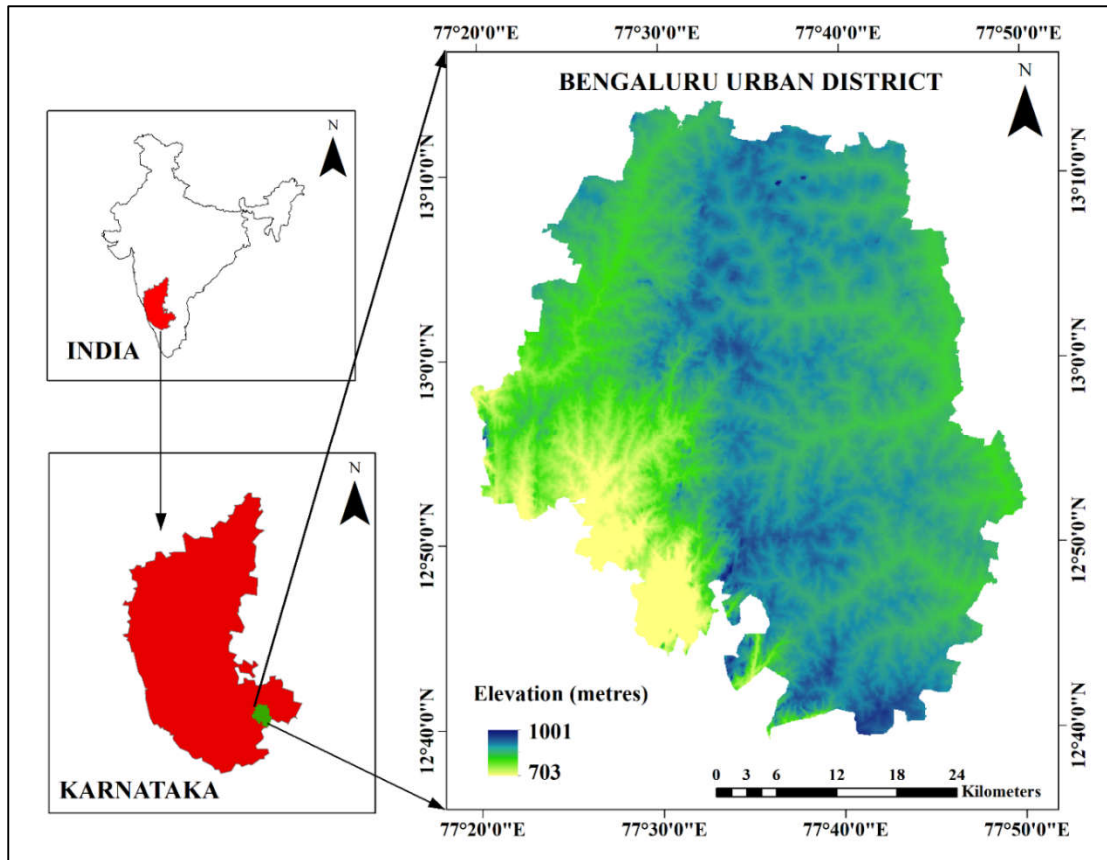 N
INDIA
N
KARNATAKA
77°20'0"E 77°30'0"E 77°40'0"E 77°50'0"E
BENGALURU URBAN DISTRICT
N
13°10'0"N 13°10'0"N
13°0'0"N 13°0'0"N
12°50'0"N 12°50'0"N
12°40'0"N 12°40'0"N
Elevation (metres)
1001
703
0 3 6 12 18 24
Kilometers
77°20'0"E 77°30'0"E 77°40'0"E 77°50'0"E